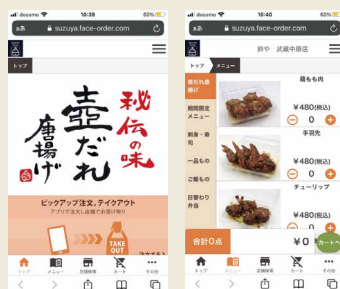 docomo 10:39 60%
ぁあ suzuya.face-order.com
トップ
秘伝の味
壺だれ
唐揚げ
ピックアップ注文、テイクアウト
アプリで注文し店舗でお受け取り
TAKE
OUT
トップ メニュー 店舗検索 カート その他
docomo 10:40 60%
ぁあ suzuya.face-order.com
鈴や 武蔵中原店
トップ メニュー
壺だれ唐
揚げ
期間限定
メニュー
刺身・寿
司
一品もの
ご飯もの
日替わり
弁当
鶏もも肉
¥480(税込)
0
手羽先
¥480(税込)
0
チューリップ
¥480(税込)
0
合計0点 ¥0 カートへ
トップ メニュー 店舗検索 カート その他